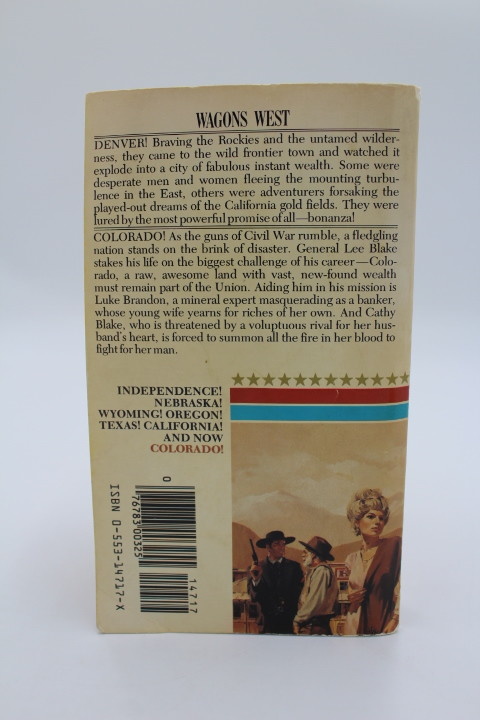 WAGONS WEST
DENVER! Braving the Rockies and the untamed wilder-
ness, they came to the wild frontier town and watched it
explode into a city of fabulous instant wealth. Some were
desperate men and women fleeing the mounting turbu-
lence in the East, others were adventurers forsaking the
played-out dreams of the California gold fields. They were
lured by the most powerful promise of all—bonanza!
COLORADO! As the guns of Civil War rumble, a fledgling
nation stands on the brink of disaster. General Lee Blake
stakes his life on the biggest challenge of his career—Colo-
rado, a raw, awesome land with vast, new-found wealth
must remain part of the Union. Aiding him in his mission is
Luke Brandon, a mineral expert masquerading as a banker,
whose young wife yearns for riches of her own. And Cathy
Blake, who is threatened by a voluptuous rival for her hus-
band's heart, is forced to summon all the fire in her blood to
fight for her man.
INDEPENDENCE!
NEBRASKA!
WYOMING! OREGON!
TEXAS! CALIFORNIA!
AND NOW
COLORADO!
0
76783 00325
14717
ISBN 0-553-14717-X